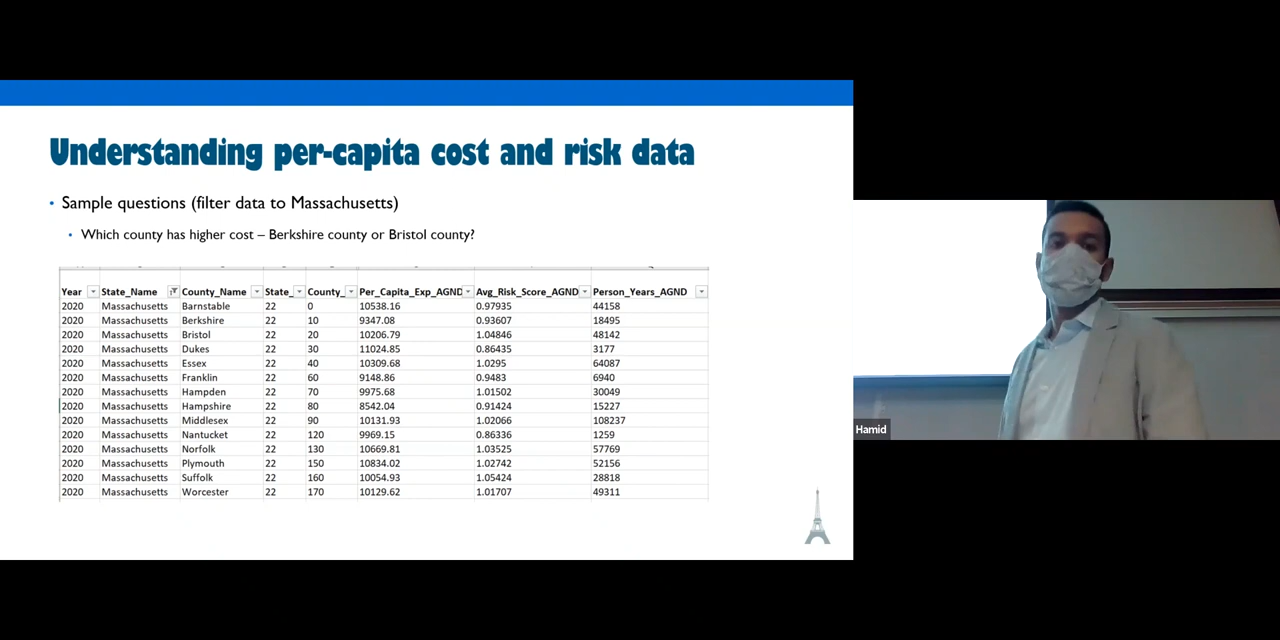 Understanding per-capita cost and risk data
• Sample questions (filter data to Massachusetts)
• Which county has higher cost – Berkshire county or Bristol county?
Year State_Name County_Name State_ County_ Per_Capita_Exp_AGND Avg_Risk_Score_AGND Person_Years_AGND
2020 Massachusetts Barnstable 22 0 10538.16 0.97935 44158
2020 Massachusetts Berkshire 22 10 9347.08 0.93607 18495
2020 Massachusetts Bristol 22 20 10206.79 1.04846 48142
2020 Massachusetts Dukes 22 30 11024.85 0.86435 3177
2020 Massachusetts Essex 22 40 10309.68 1.0295 64087
2020 Massachusetts Franklin 22 60 9148.86 0.9483 6940
2020 Massachusetts Hampden 22 70 9975.68 1.01502 30049
2020 Massachusetts Hampshire 22 80 8542.04 0.91424 15227
2020 Massachusetts Middlesex 22 90 10131.93 1.02066 108237
2020 Massachusetts Nantucket 22 120 9969.15 0.86336 1259
2020 Massachusetts Norfolk 22 130 10669.81 1.03525 57769
2020 Massachusetts Plymouth 22 150 10834.02 1.02742 52156
2020 Massachusetts Suffolk 22 160 10054.93 1.05424 28818
2020 Massachusetts Worcester 22 170 10129.62 1.01707 49311
Hamid